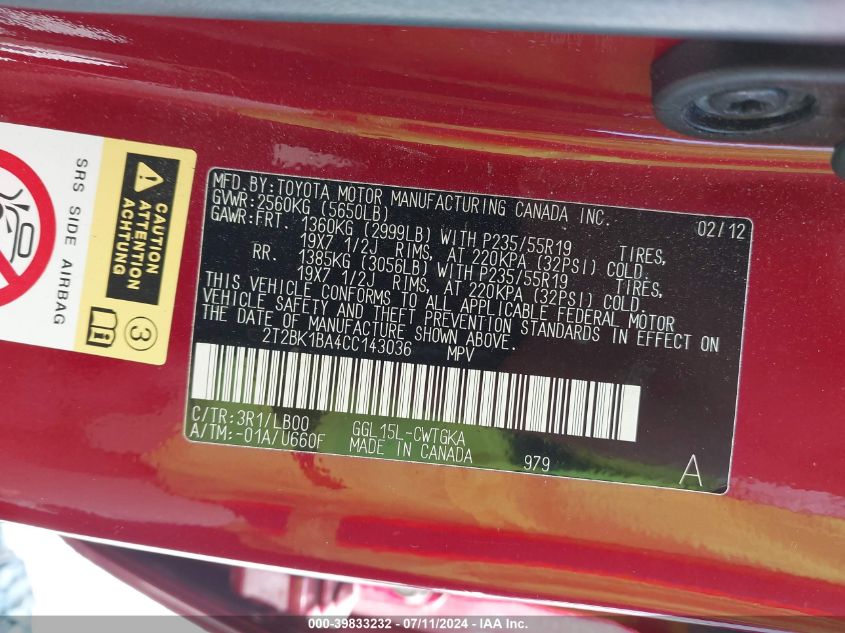 SRS SIDE AIRBAG
CAUTION
ATTENTION
ACHTUNG
3
MFD. BY: TOYOTA MOTOR MANUFACTURING CANADA INC.
GVWR: 2560KG (5650LB) 02/12
GAWR: FRT. 1360KG (2999LB) WITH P235/55R19 TIRES,
19X7 1/2J RIMS, AT 220KPA (32PSI) COLD.
RR. 1385KG (3056LB) WITH P235/55R19 TIRES,
19X7 1/2J RIMS, AT 220KPA (32PSI) COLD.
THIS VEHICLE CONFORMS TO ALL APPLICABLE FEDERAL MOTOR
VEHICLE SAFETY AND THEFT PREVENTION STANDARDS IN EFFECT ON
THE DATE OF MANUFACTURE SHOWN ABOVE.
2T2BK1BA4CC143036 MPV
C/TR: 3R1/LB00 GGL15L-CWTGKA
A/TM: -01A/U660F MADE IN CANADA 979 A
000-39833232 - 07/11/2024 - IAA Inc.